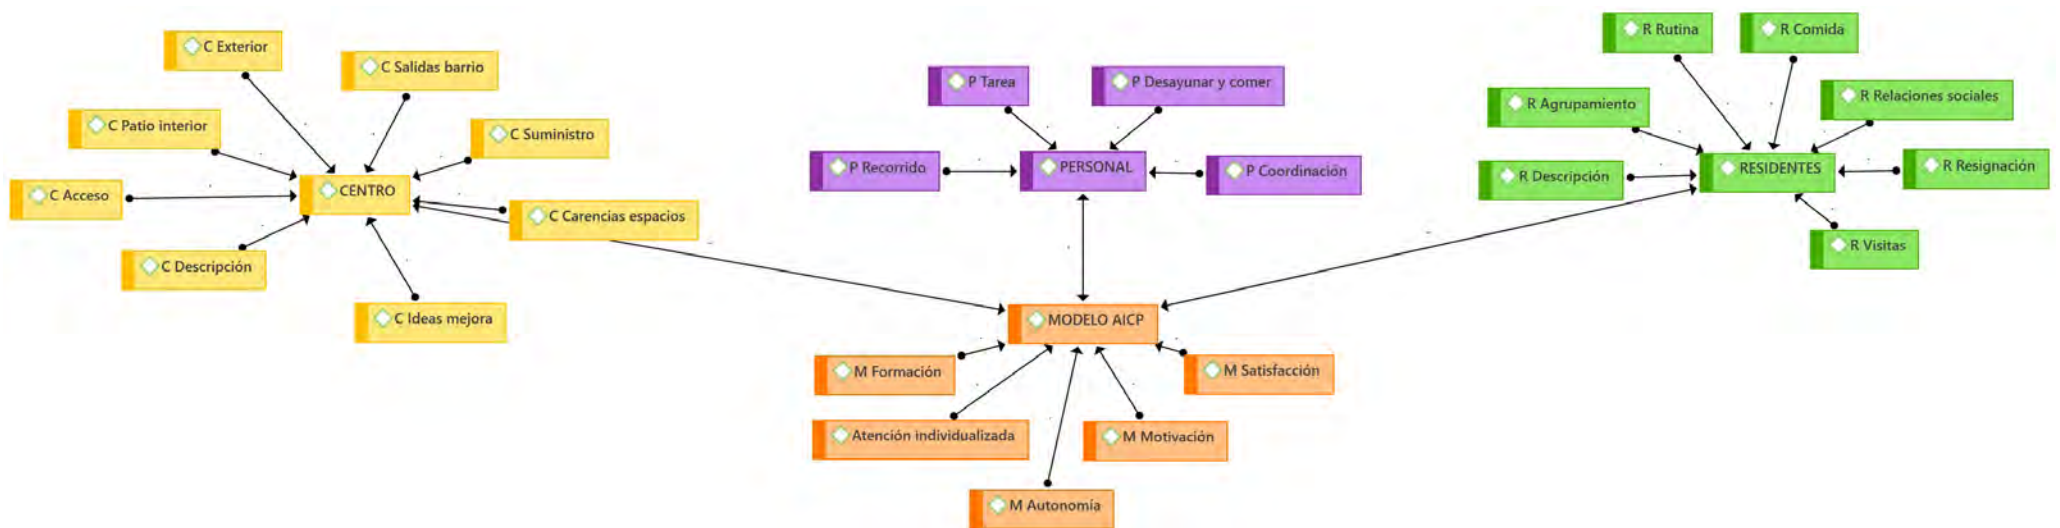 C Exterior
C Salidas barrio
C Patio interior
C Suministro
C Acceso
CENTRO
C Carencias espacios
C Descripción
C Ideas mejora
P Tarea
P Desayunar y comer
P Recorrido
PERSONAL
P Coordinación
R Rutina
R Comida
R Agrupamiento
R Relaciones sociales
R Descripción
RESIDENTES
R Resignación
R Visitas
MODELO AICP
M Formación
M Satisfacción
Atención individualizada
M Motivación
M Autonomía